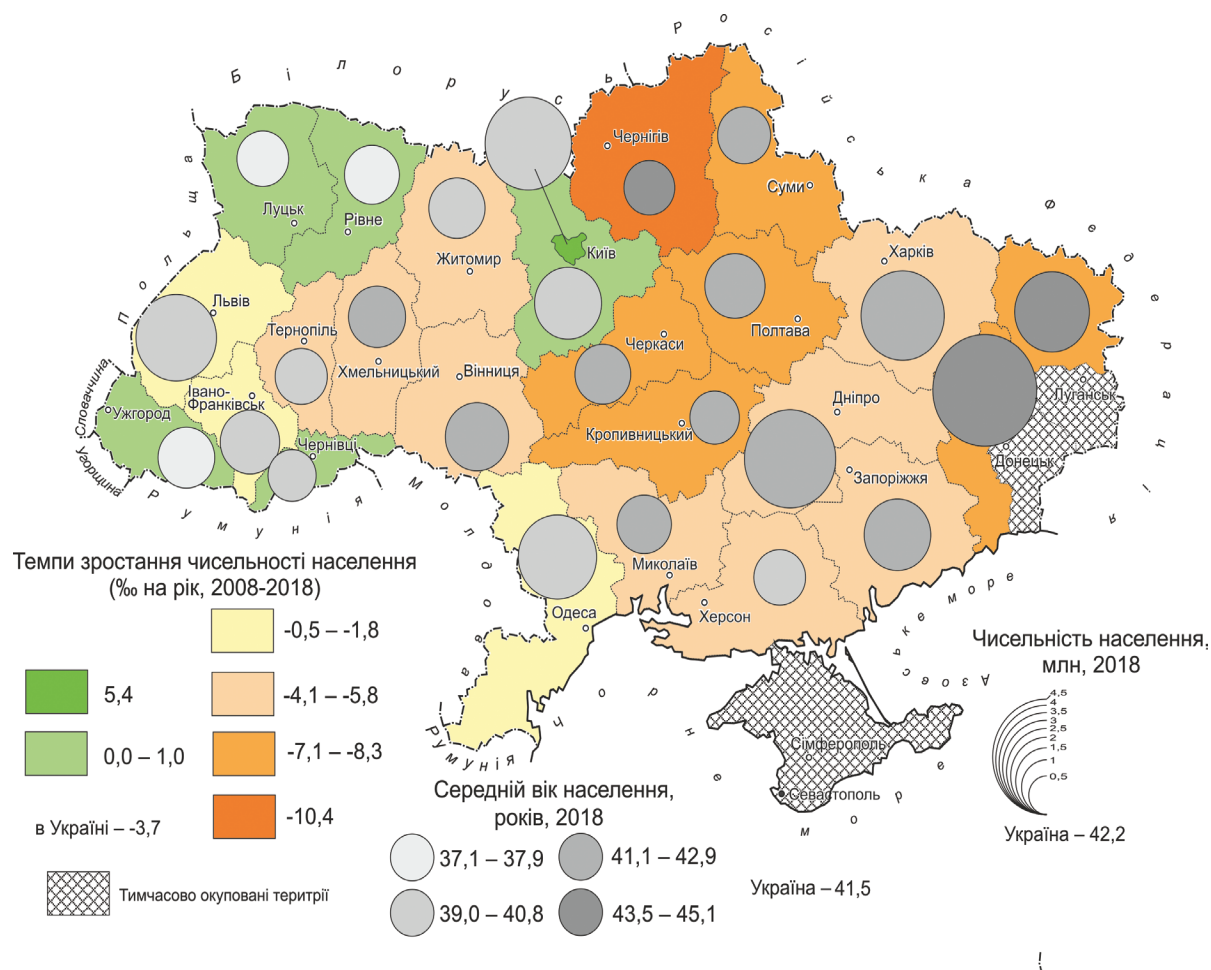 Білорусь
Російська Федерація
Польща
Словаччина
Угорщина
Румунія
Молдова
Румунія
Чорне море
Азовське море
Чернігів
Суми
Луцьк
Рівне
Київ
Житомир
Харків
Львів
Тернопіль
Хмельницький
Вінниця
Черкаси
Полтава
Луганськ
Івано-
Франківськ
Ужгород
Чернівці
Кропивницький
Дніпро
Донецьк
Запоріжжя
Миколаїв
Херсон
Одеса
Сімферополь
Севастополь
Темпи зростання чисельності населення
(‰ на рік, 2008-2018)
5,4
0,0 – 1,0
-0,5 – -1,8
-4,1 – -5,8
-7,1 – -8,3
-10,4
в Україні – -3,7
Тимчасово окуповані територї
Середній вік населення,
років, 2018
37,1 – 37,9
39,0 – 40,8
41,1 – 42,9
43,5 – 45,1
Україна – 41,5
Чисельність населення,
млн, 2018
4,5
4
3,5
3
2,5
2
1,5
1
0,5
Україна – 42,2